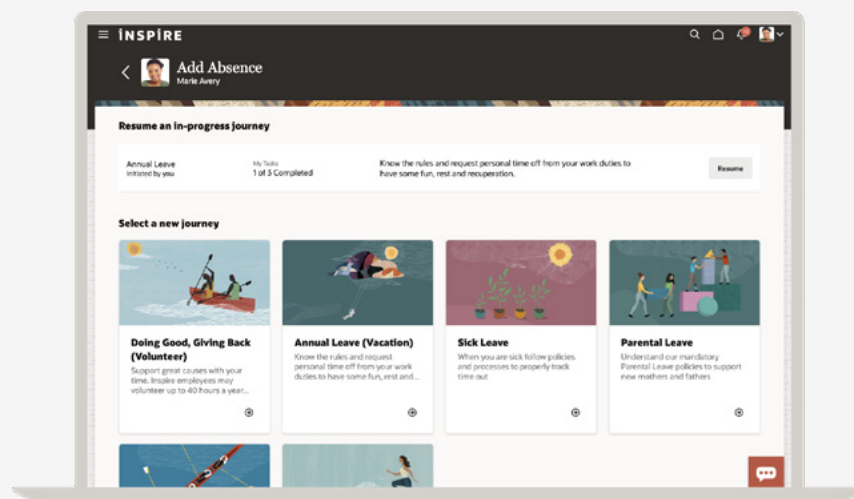 INSPIRE
Add Absence
Marie Avery
Resume an in-progress journey
Annual Leave
Initiated by you
My Tasks
1 of 3 Completed
Know the rules and request personal time off from your work duties to
have some fun, rest and recuperation.
Resume
Select a new journey
Doing Good, Giving Back
(Volunteer)
Support great causes with your
time. Inspire employees may
volunteer up to 40 hours a year...
Annual Leave (Vacation)
Know the rules and request
personal time off from your work
duties to have some fun, rest and...
Sick Leave
When you are sick follow policies
and processes to properly track
time out
Parental Leave
Understand our mandatory
Parental Leave policies to support
new mothers and fathers